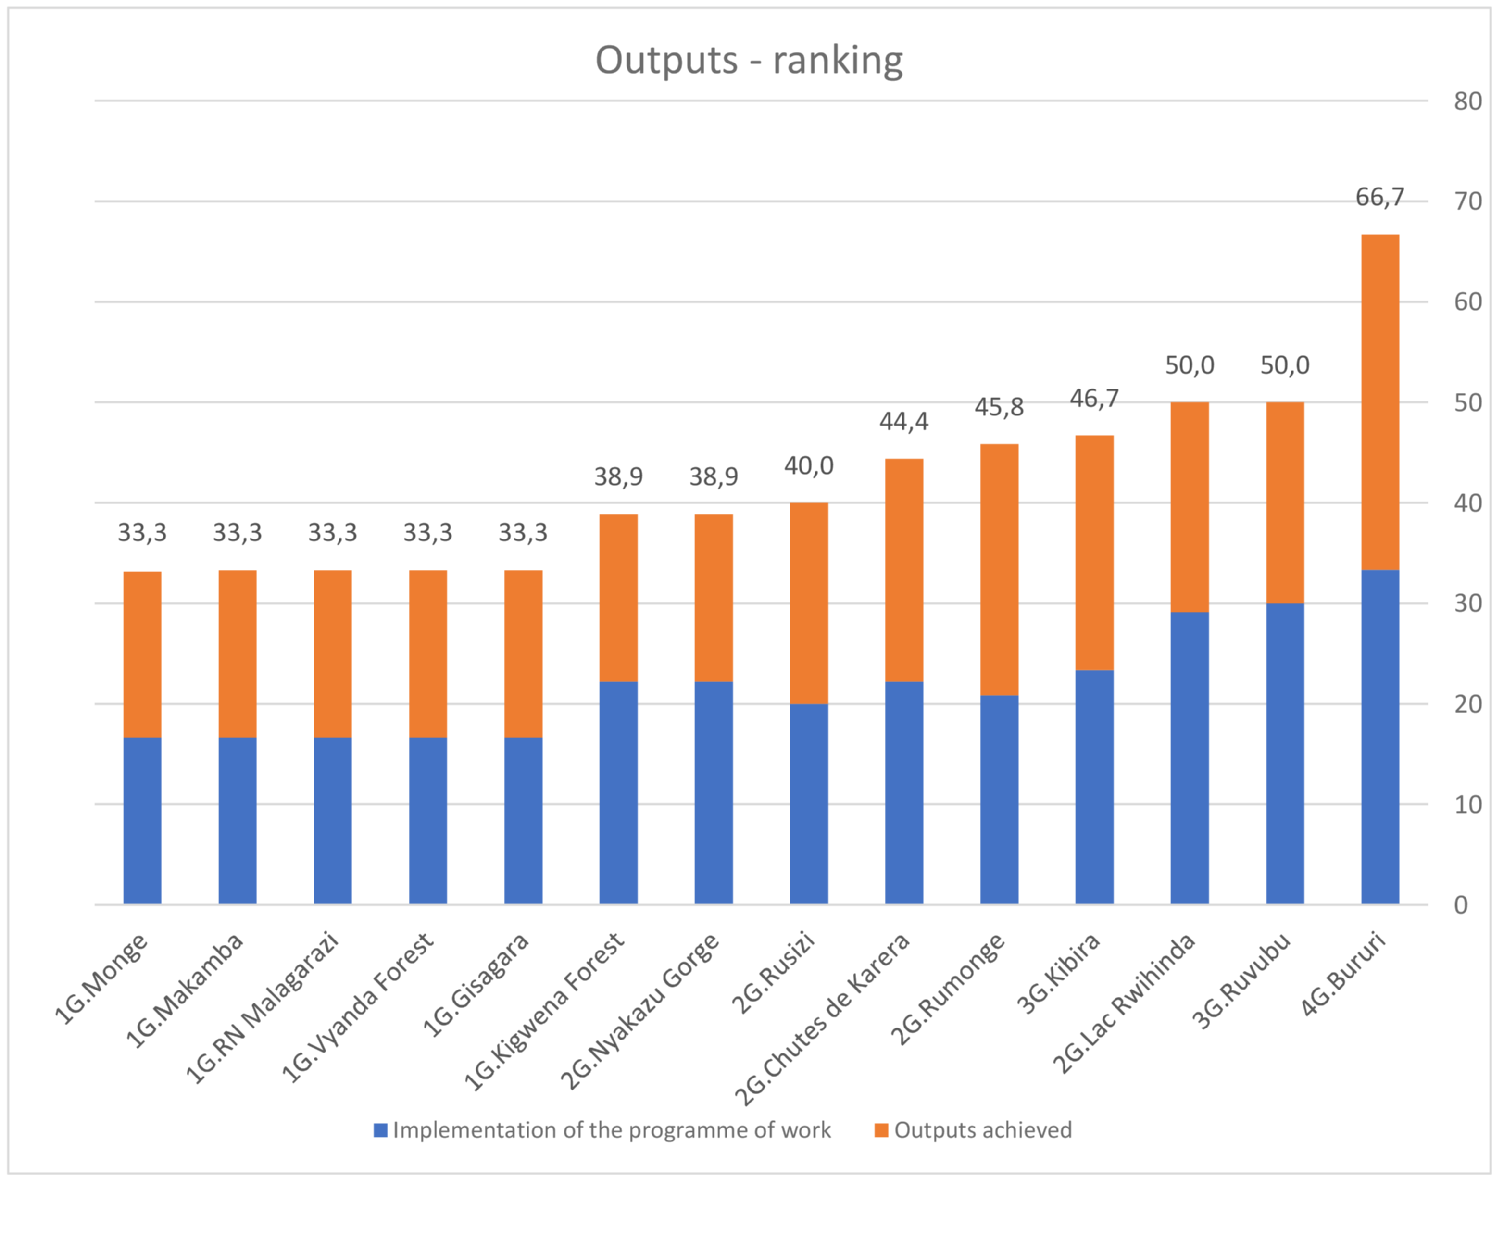 Outputs - ranking
80
70
60
50
40
30
20
10
0
33,3
33,3
33,3
33,3
33,3
38,9
38,9
40,0
44,4
45,8
46,7
50,0
50,0
66,7
1G.Monge
1G.Makamba
1G.RN Malagarazi
1G.Vyanda Forest
1G.Gisagara
1G.Kigwena Forest
2G.Nyakazu Gorge
2G.Rusizi
2G.Chutes de Karera
2G.Rumonge
3G.Kibira
2G.Lac Rwihinda
3G.Ruvubu
4G.Bururi
Implementation of the programme of work
Outputs achieved